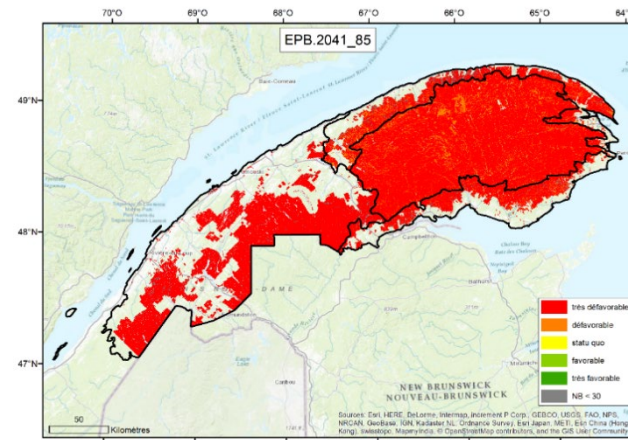 70°W 69°W 68°W 67°W 66°W 65°W 64°
EPB.2041_85
49°N
48°N
47°N
NEW BRUNSWICK
NOUVEAU-BRUNSWICK
très défavorable
défavorable
statu quo
favorable
très favorable
NB < 30
50
Kilomètres
Sources: Esri, HERE, DeLorme, Intermap, increment P Corp., GEBCO, USGS, FAO, NPS,
NRCAN, GeoBase, IGN, Kadaster NL, Ordnance Survey, Esri Japan, METI, Esri China (Hong
Kong), swisstopo, MapmyIndia, © OpenStreetMap contributors, and the GIS User Community